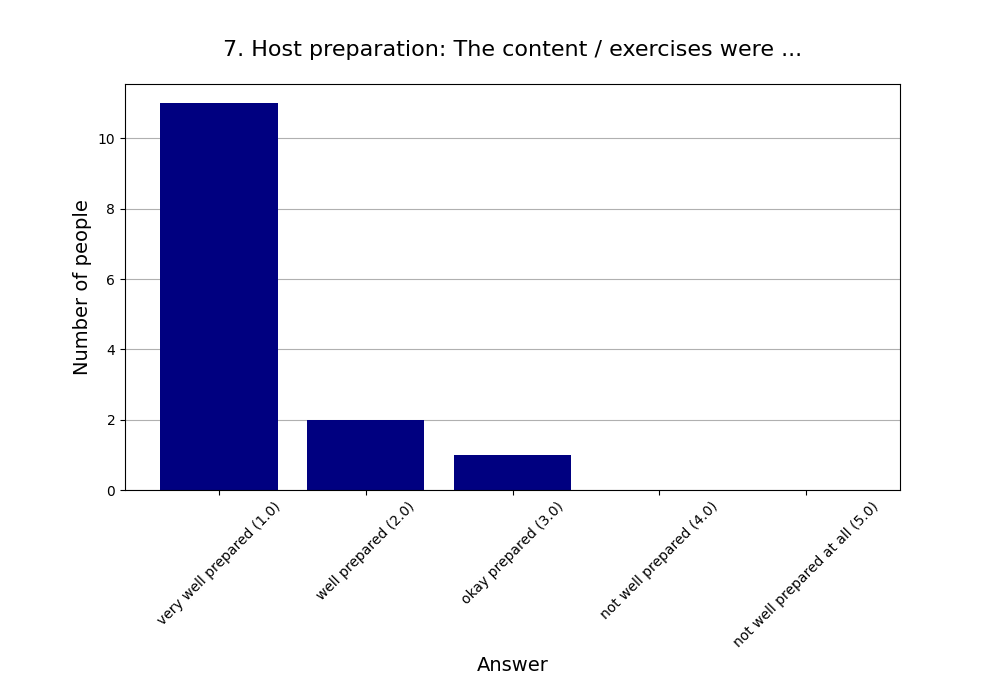 7. Host preparation: The content / exercises were ...
Number of people
10
8
6
4
2
0
very well prepared (1.0)
well prepared (2.0)
okay prepared (3.0)
not well prepared (4.0)
not well prepared at all (5.0)
Answer